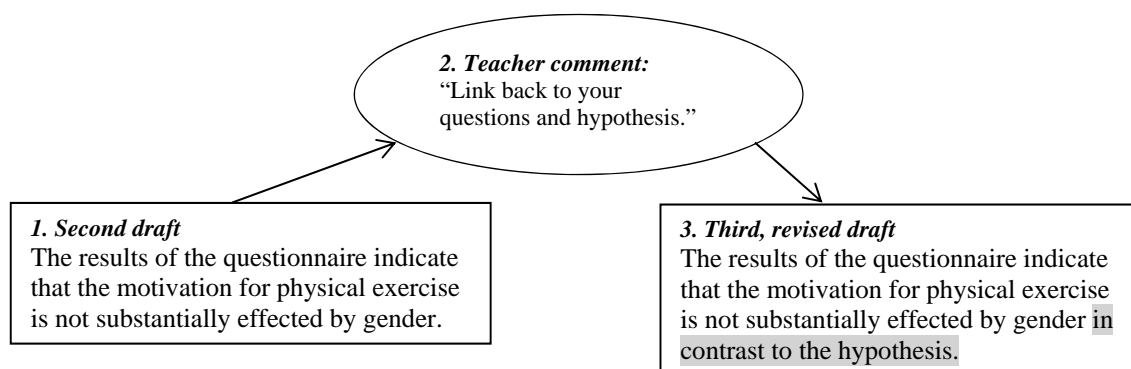 2. Teacher comment:
“Link back to your
questions and hypothesis.”
1. Second draft
The results of the questionnaire indicate
that the motivation for physical exercise
is not substantially effected by gender.
3. Third, revised draft
The results of the questionnaire indicate
that the motivation for physical exercise
is not substantially effected by gender in
contrast to the hypothesis.